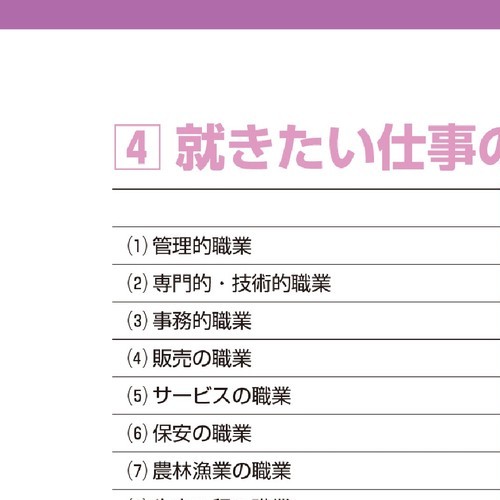 4 就きたい仕事の
(1) 管理的職業
(2) 専門的・技術的職業
(3) 事務的職業
(4) 販売の職業
(5) サービスの職業
(6) 保安の職業
(7) 農林漁業の職業